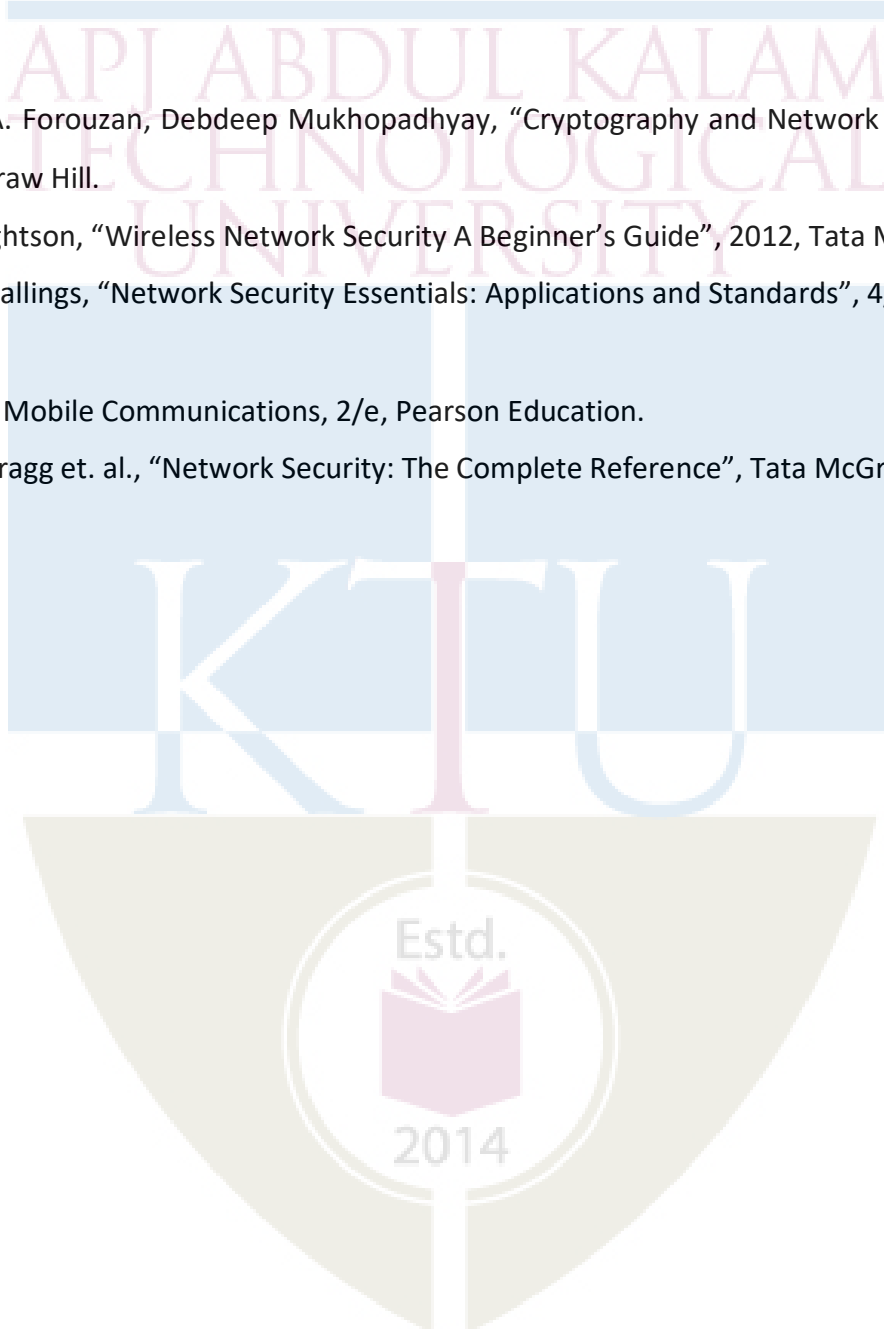 APJ ABDUL KALAM
A. Forouzan, Debdeep Mukhopadhyay, “Cryptography and Network
TECHNOLOGICAL
raw Hill.
UNIVERSITY
ghtson, “Wireless Network Security A Beginner’s Guide”, 2012, Tata M
allings, “Network Security Essentials: Applications and Standards”, 4
Mobile Communications, 2/e, Pearson Education.
ragg et. al., “Network Security: The Complete Reference”, Tata McGr
KTU
Estd.
2014